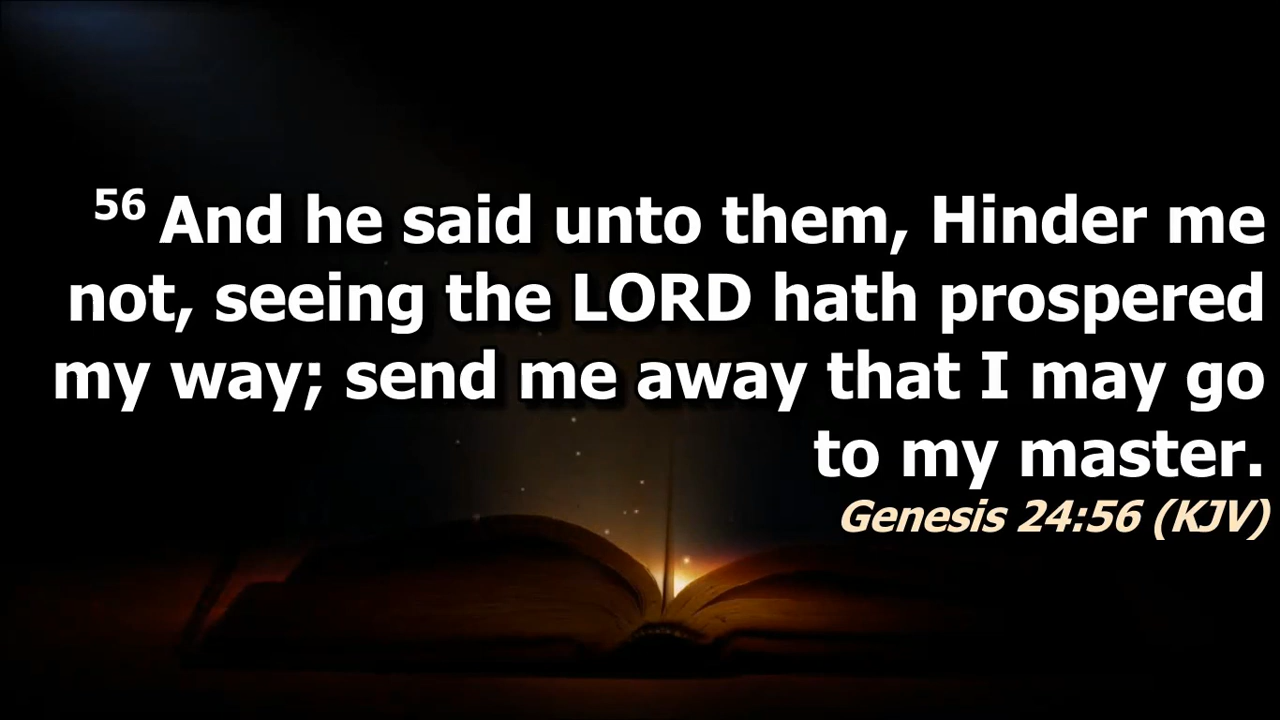 56 And he said unto them, Hinder me
not, seeing the LORD hath prospered
my way; send me away that I may go
to my master.
Genesis 24:56 (KJV)